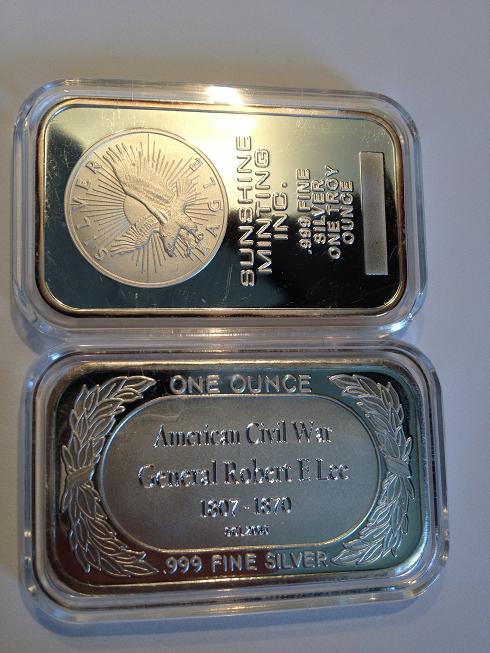 SILVER EAGLE
SUNSHINE
MINTING
INC.
.999 FINE
SILVER
ONE TROY
OUNCE
ONE OUNCE
American Civil War
General Robert E Lee
1807 - 1870
.999 FINE SILVER